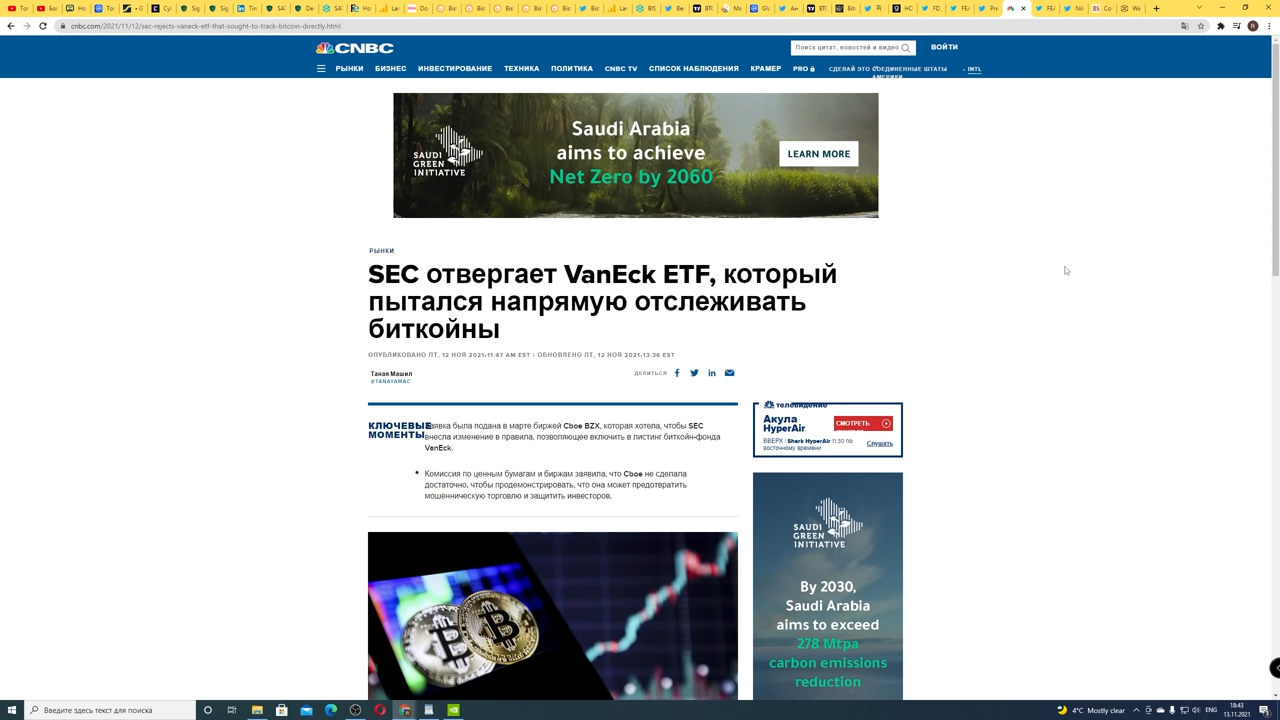 cnbc.com/2021/11/12/sec-rejects-vaneck-etf-that-sought-to-track-bitcoin-directly.html
CNBC
Поиск цитат, новостей и видео
ВОЙТИ
РЫНКИ БИЗНЕС ИНВЕСТИРОВАНИЕ ТЕХНИКА ПОЛИТИКА CNBC TV СПИСОК НАБЛЮДЕНИЯ КРАМЕР PRO СДЕЛАЙ ЭТО СОЕДИНЕННЫЕ ШТАТЫ INTL
АМЕРИКИ
SAUDI
GREEN
INITIATIVE
Saudi Arabia
aims to achieve
Net Zero by 2060
LEARN MORE
РЫНКИ
SEC отвергает VanEck ETF, который
пытался напрямую отслеживать
биткойны
ОПУБЛИКОВАНО ПТ, 12 НОЯ 2021•11:47 AM EST | ОБНОВЛЕНО ПТ, 12 НОЯ 2021•13:36 EST
Таная Машил
@TANAYAMAC
ДЕЛИТЬСЯ
КЛЮЧЕВЫЕ
МОМЕНТЫ
заявка была подана в марте биржей Cboe BZX, которая хотела, чтобы SEC
внесла изменение в правила, позволяющее включить в листинг биткойн-фонда
VanEck.
Комиссия по ценным бумагам и биржам заявила, что Cboe не сделала
достаточно, чтобы продемонстрировать, что она может предотвратить
мошенническую торговлю и защитить инвесторов.
телевидение
Акула
HyperAir
СМОТРЕТЬ
ВВЕРХ | Shark HyperAir 11:30 по
восточному времени
Слушать
SAUDI
GREEN
INITIATIVE
By 2030,
Saudi Arabia
aims to exceed
278 Mtpa
carbon emissions
reduction
Введите здесь текст для поиска
4°C Mostly clear
ENG
18:43
13.11.2021